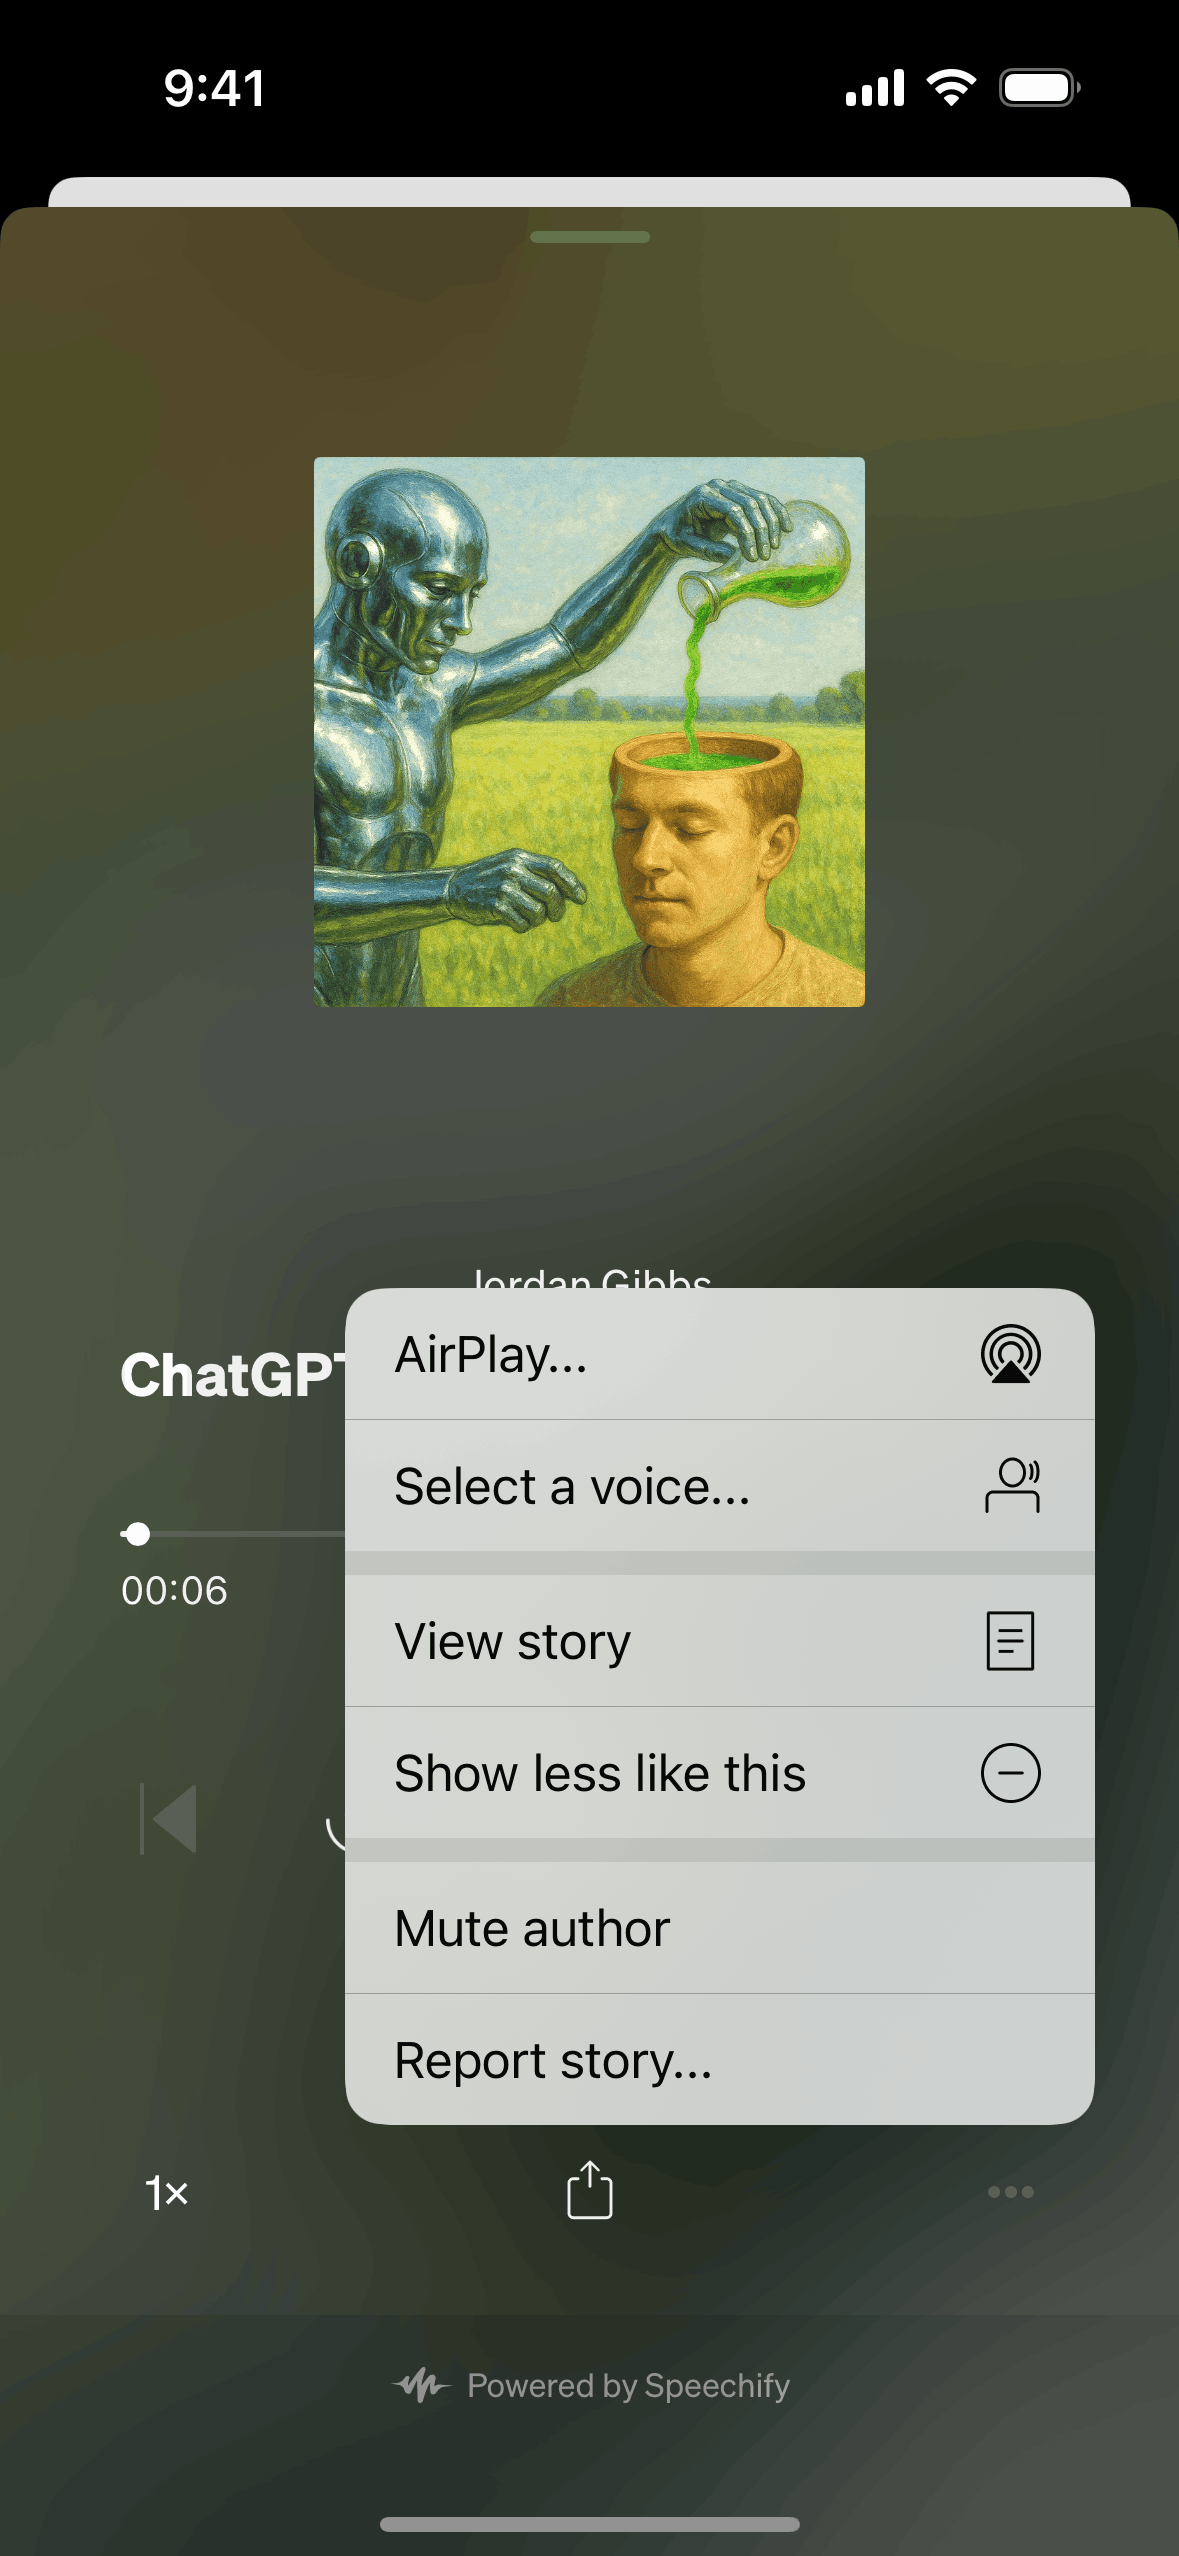 9:41
Jordan Gibbs
ChatGPT
AirPlay...
Select a voice...
00:06
View story
Show less like this
Mute author
Report story...
1×
Powered by Speechify